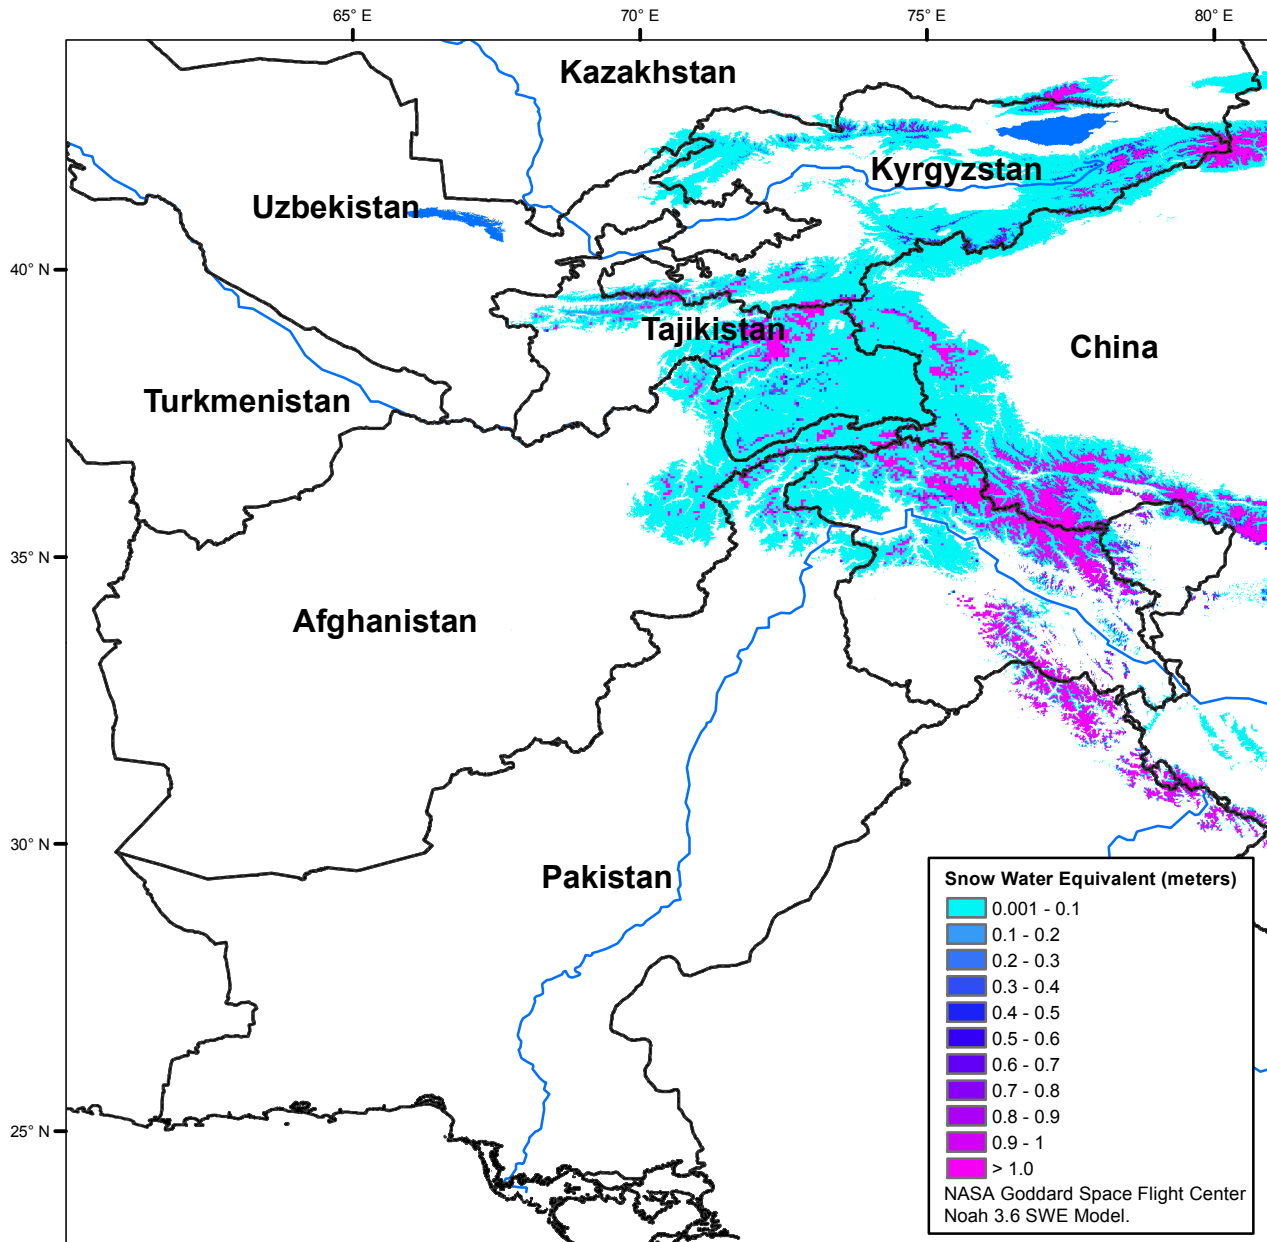 65° E
70° E
75° E
80° E
Kazakhstan
Kyrgyzstan
Uzbekistan
40° N
Tajikistan
China
Turkmenistan
35° N
Afghanistan
30° N
Pakistan
25° N
Snow Water Equivalent (meters)
0.001 - 0.1
0.1 - 0.2
0.2 - 0.3
0.3 - 0.4
0.4 - 0.5
0.5 - 0.6
0.6 - 0.7
0.7 - 0.8
0.8 - 0.9
0.9 - 1
> 1.0
NASA Goddard Space Flight Center
Noah 3.6 SWE Model.